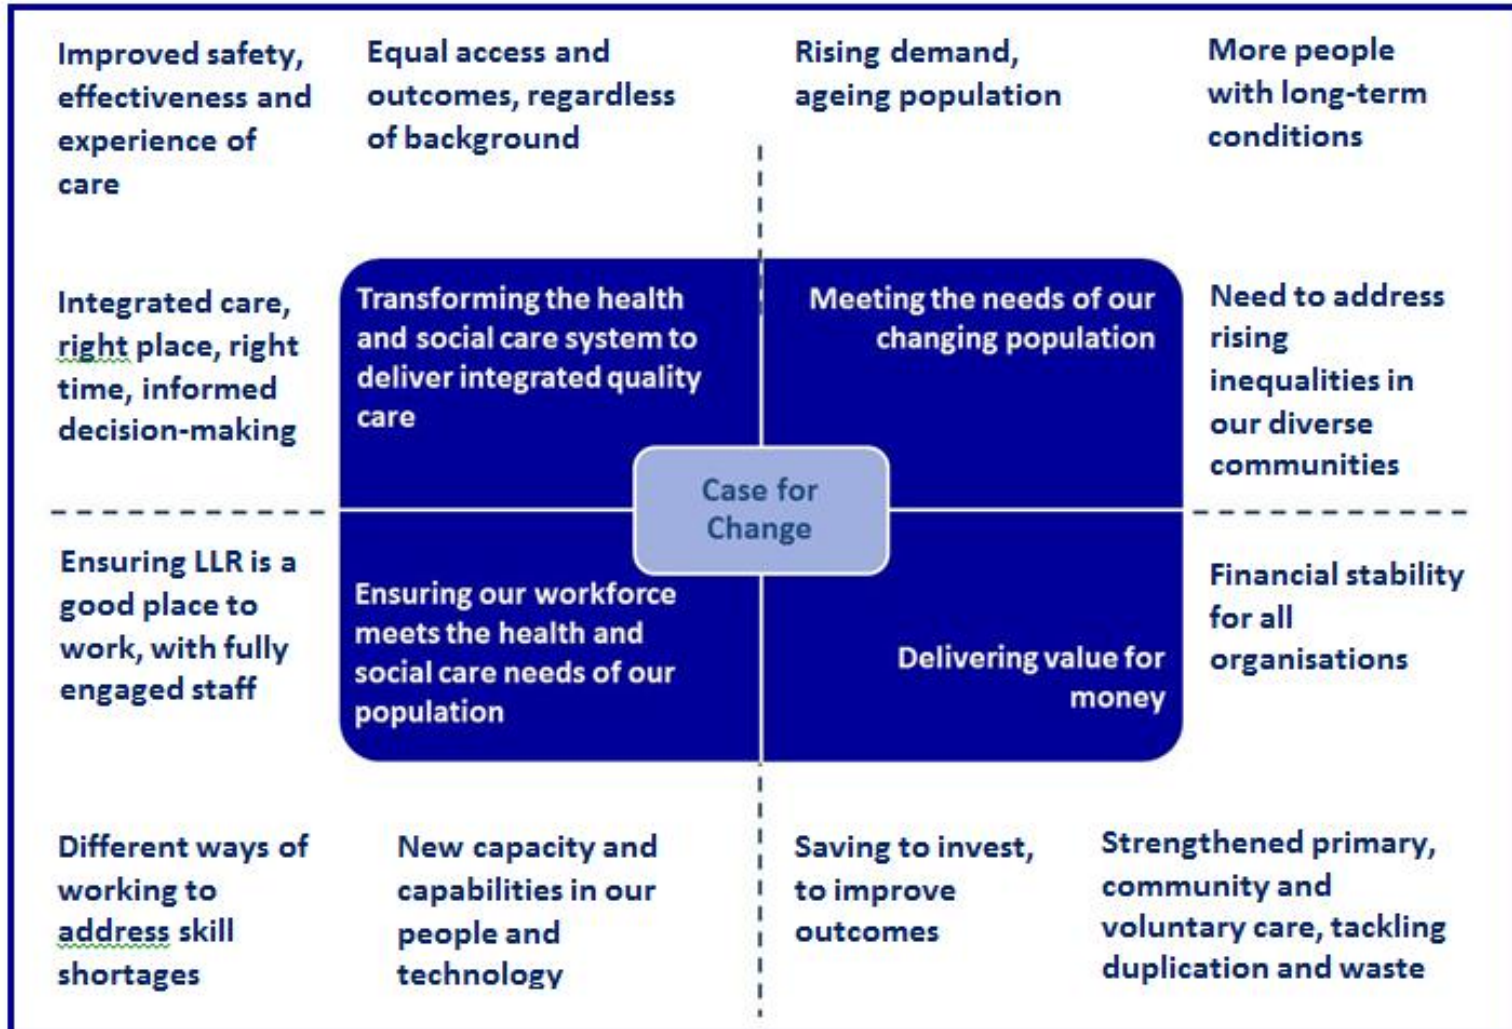 Improved safety,
effectiveness and
experience of
care
Equal access and
outcomes, regardless
of background
Rising demand,
ageing population
More people
with long-term
conditions
Integrated care,
right place, right
time, informed
decision-making
Transforming the health
and social care system to
deliver integrated quality
care
Meeting the needs of our
changing population
Need to address
rising
inequalities in
our diverse
communities
Case for
Change
Ensuring LLR is a
good place to
work, with fully
engaged staff
Ensuring our workforce
meets the health and
social care needs of our
population
Delivering value for
money
Financial stability
for all
organisations
Different ways of
working to
address skill
shortages
New capacity and
capabilities in our
people and
technology
Saving to invest,
to improve
outcomes
Strengthened primary,
community and
voluntary care, tackling
duplication and waste